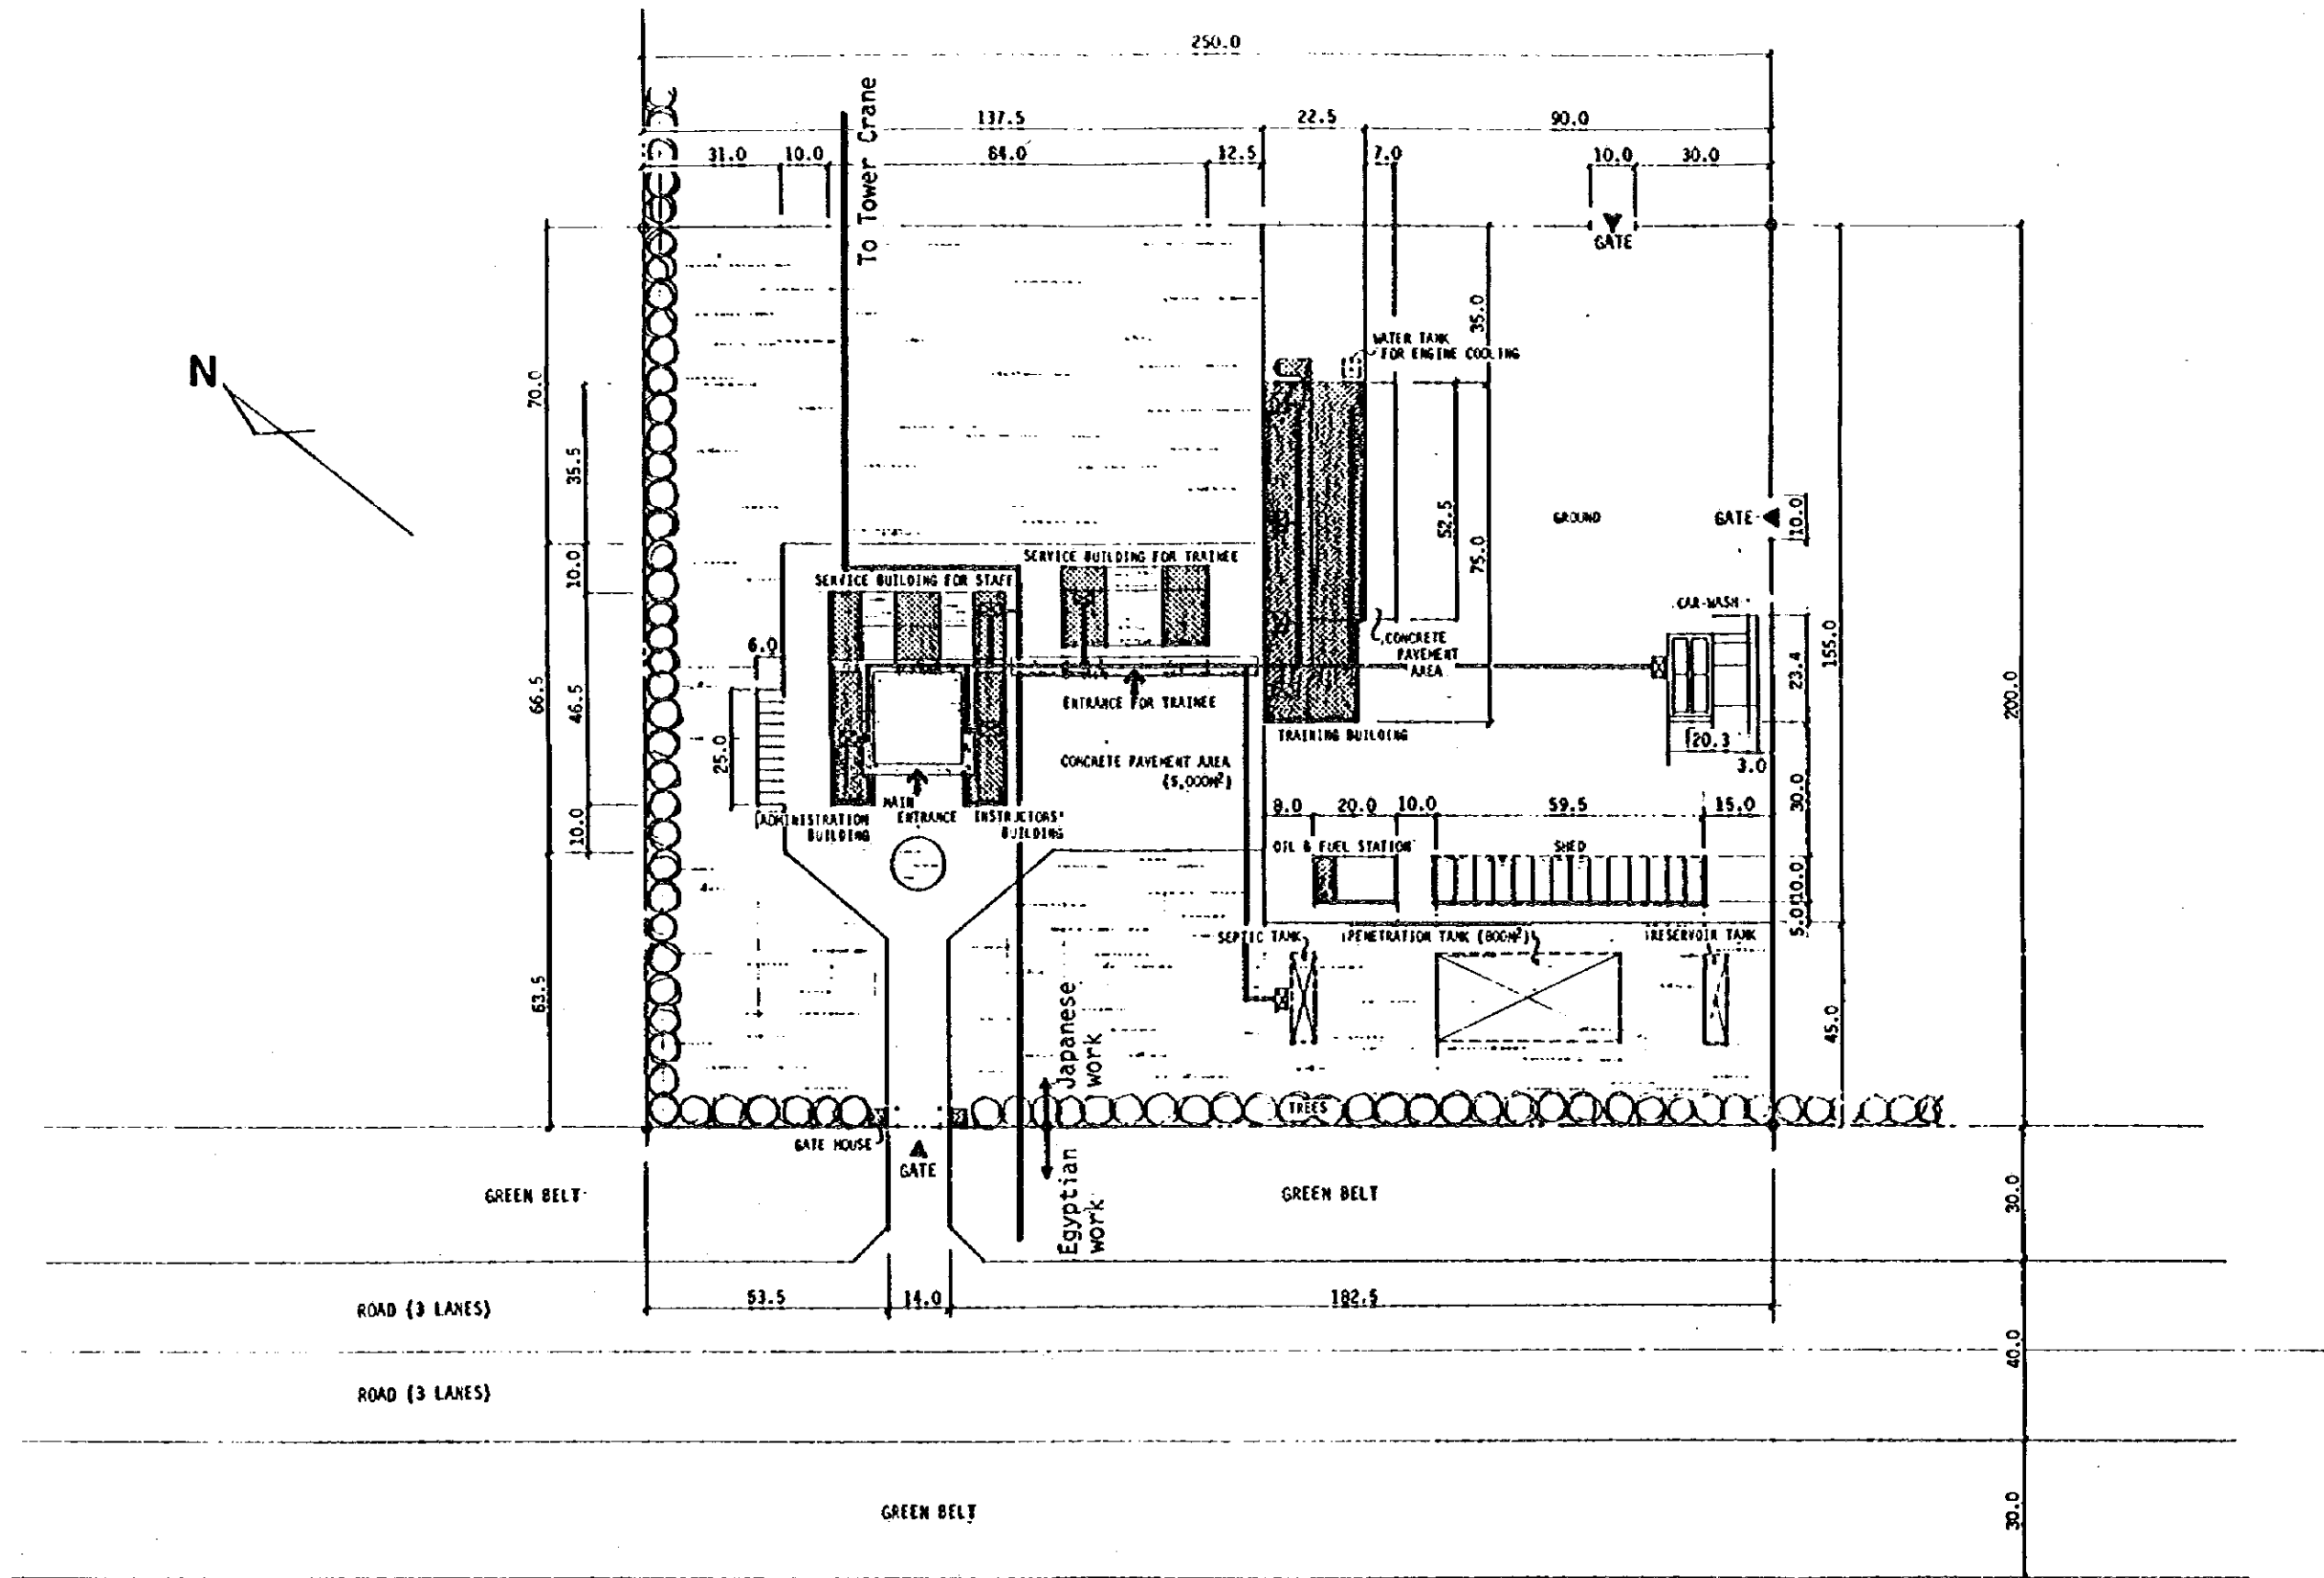 250.0
137.5
22.5
90.0
31.0
10.0
84.0
12.5
7.0
10.0
30.0
To Tower Crane
GATE
N
70.0
35.5
10.0
66.5
46.5
10.0
63.5
35.0
WATER TANK
FOR ENGINE COOLING
52.5
75.0
GROUND
GATE
10.0
SERVICE BUILDING FOR TRAINEE
SERVICE BUILDING FOR STAFF
CAR-WASH
155.0
200.0
6.0
CONCRETE
PAVEMENT
AREA
23.4
25.0
ENTRANCE FOR TRAINEE
TRAINING BUILDING
20.3
3.0
CONCRETE PAVEMENT AREA
(5,000M²)
MAIN
ENTRANCE
ADMINISTRATION
BUILDING
INSTRUCTORS'
BUILDING
8.0
20.0
10.0
59.5
15.0
30.0
OIL & FUEL STATION
SHED
10.0
5.0
SEPTIC TANK
PENETRATION TANK (800M²)
RESERVOIR TANK
45.0
Japanese
work
TREES
GATE HOUSE
GATE
Egyptian
work
GREEN BELT
GREEN BELT
30.0
53.5
14.0
182.5
ROAD (3 LANES)
40.0
ROAD (3 LANES)
GREEN BELT
30.0